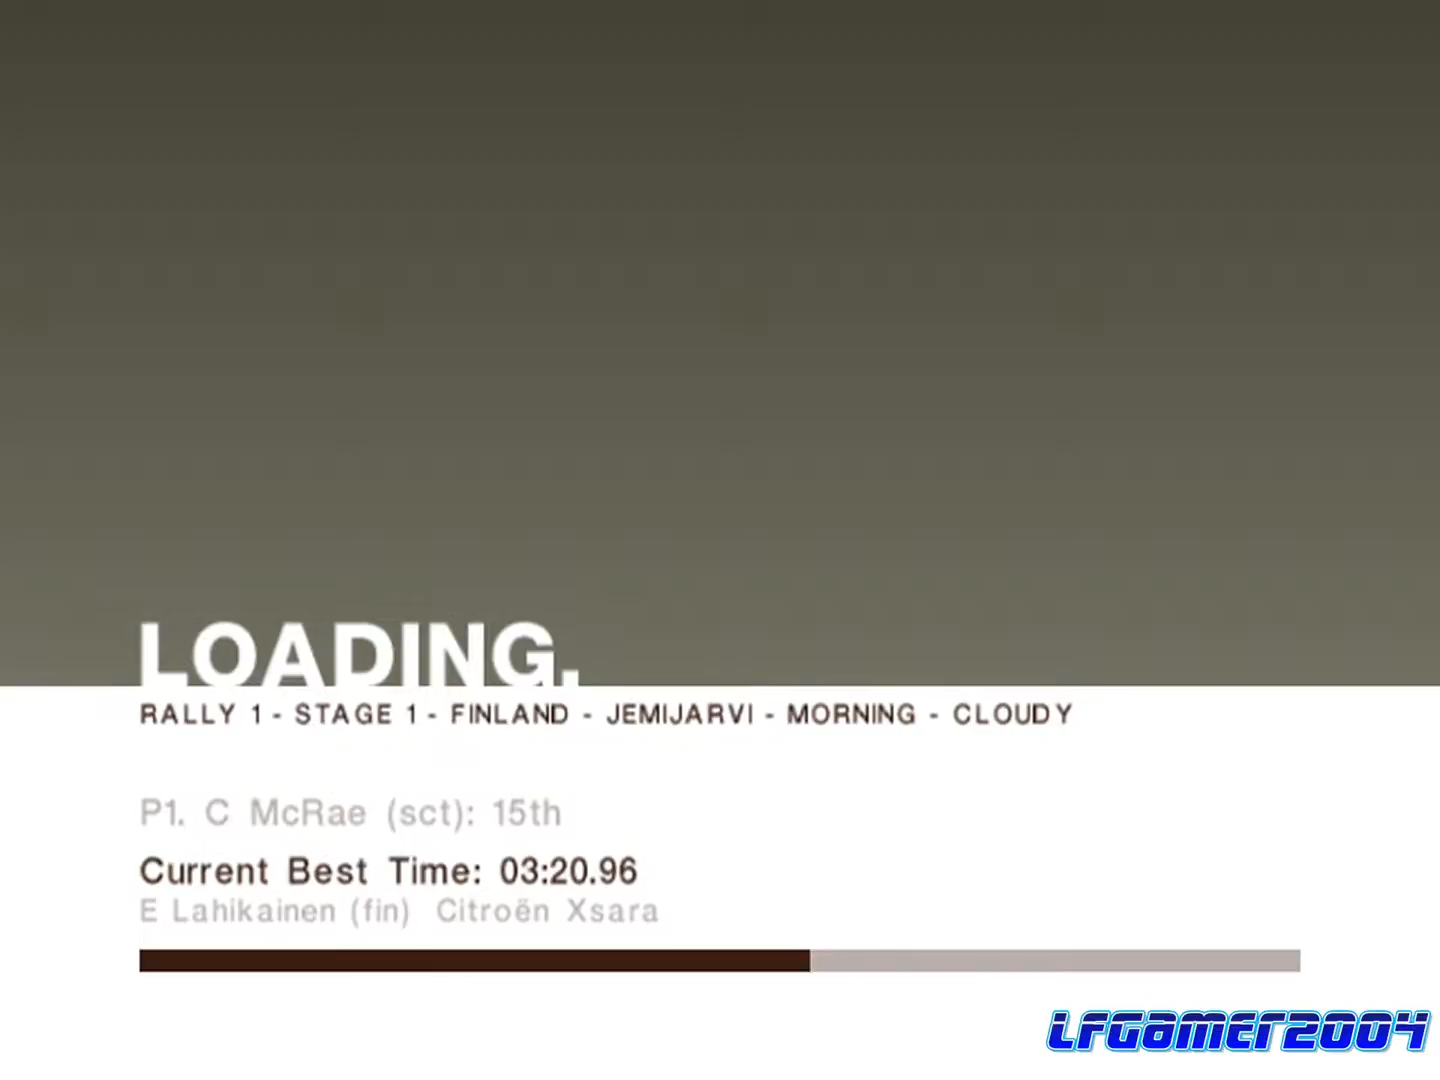 LOADING.
RALLY 1 - STAGE 1 - FINLAND - JEMIJARVI - MORNING - CLOUDY
P1. C McRae (sct): 15th
Current Best Time: 03:20.96
E Lahikainen (fin) Citroën Xsara
LFGamer2004